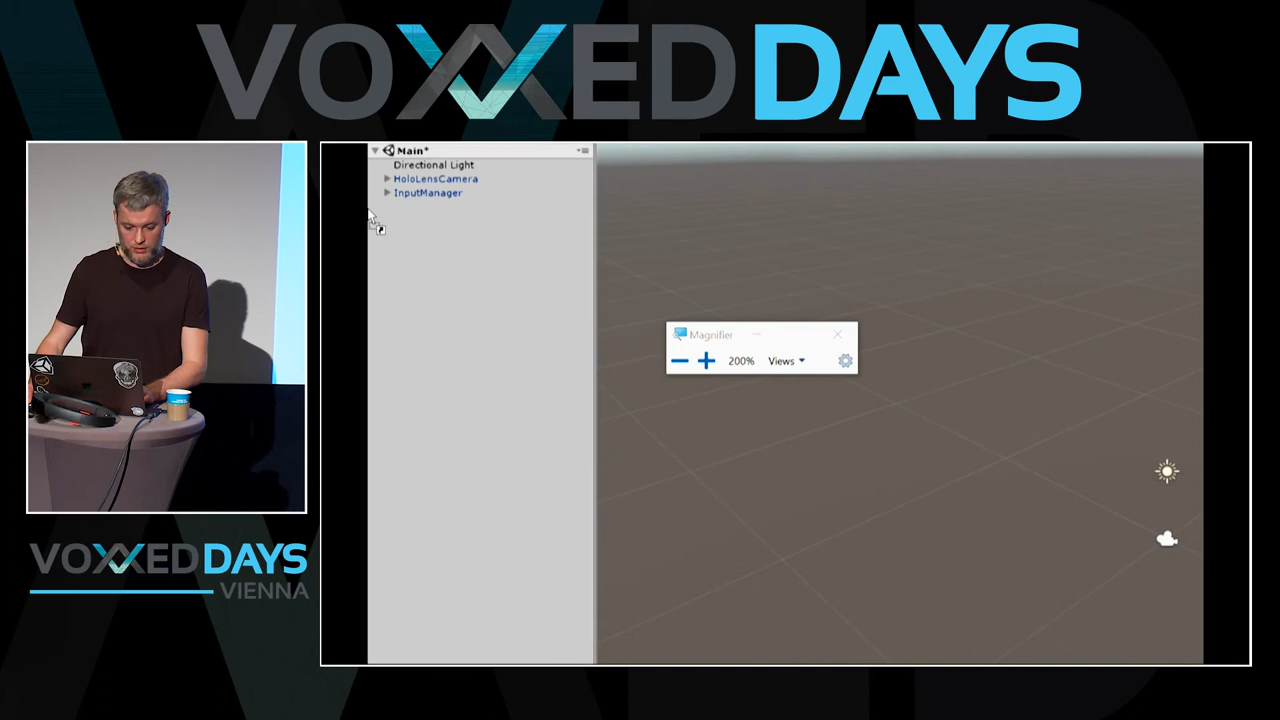 VOXXED DAYS
Main*
Directional Light
HoloLensCamera
InputManager
Magnifier
200% Views
VOXXED DAYS
VIENNA